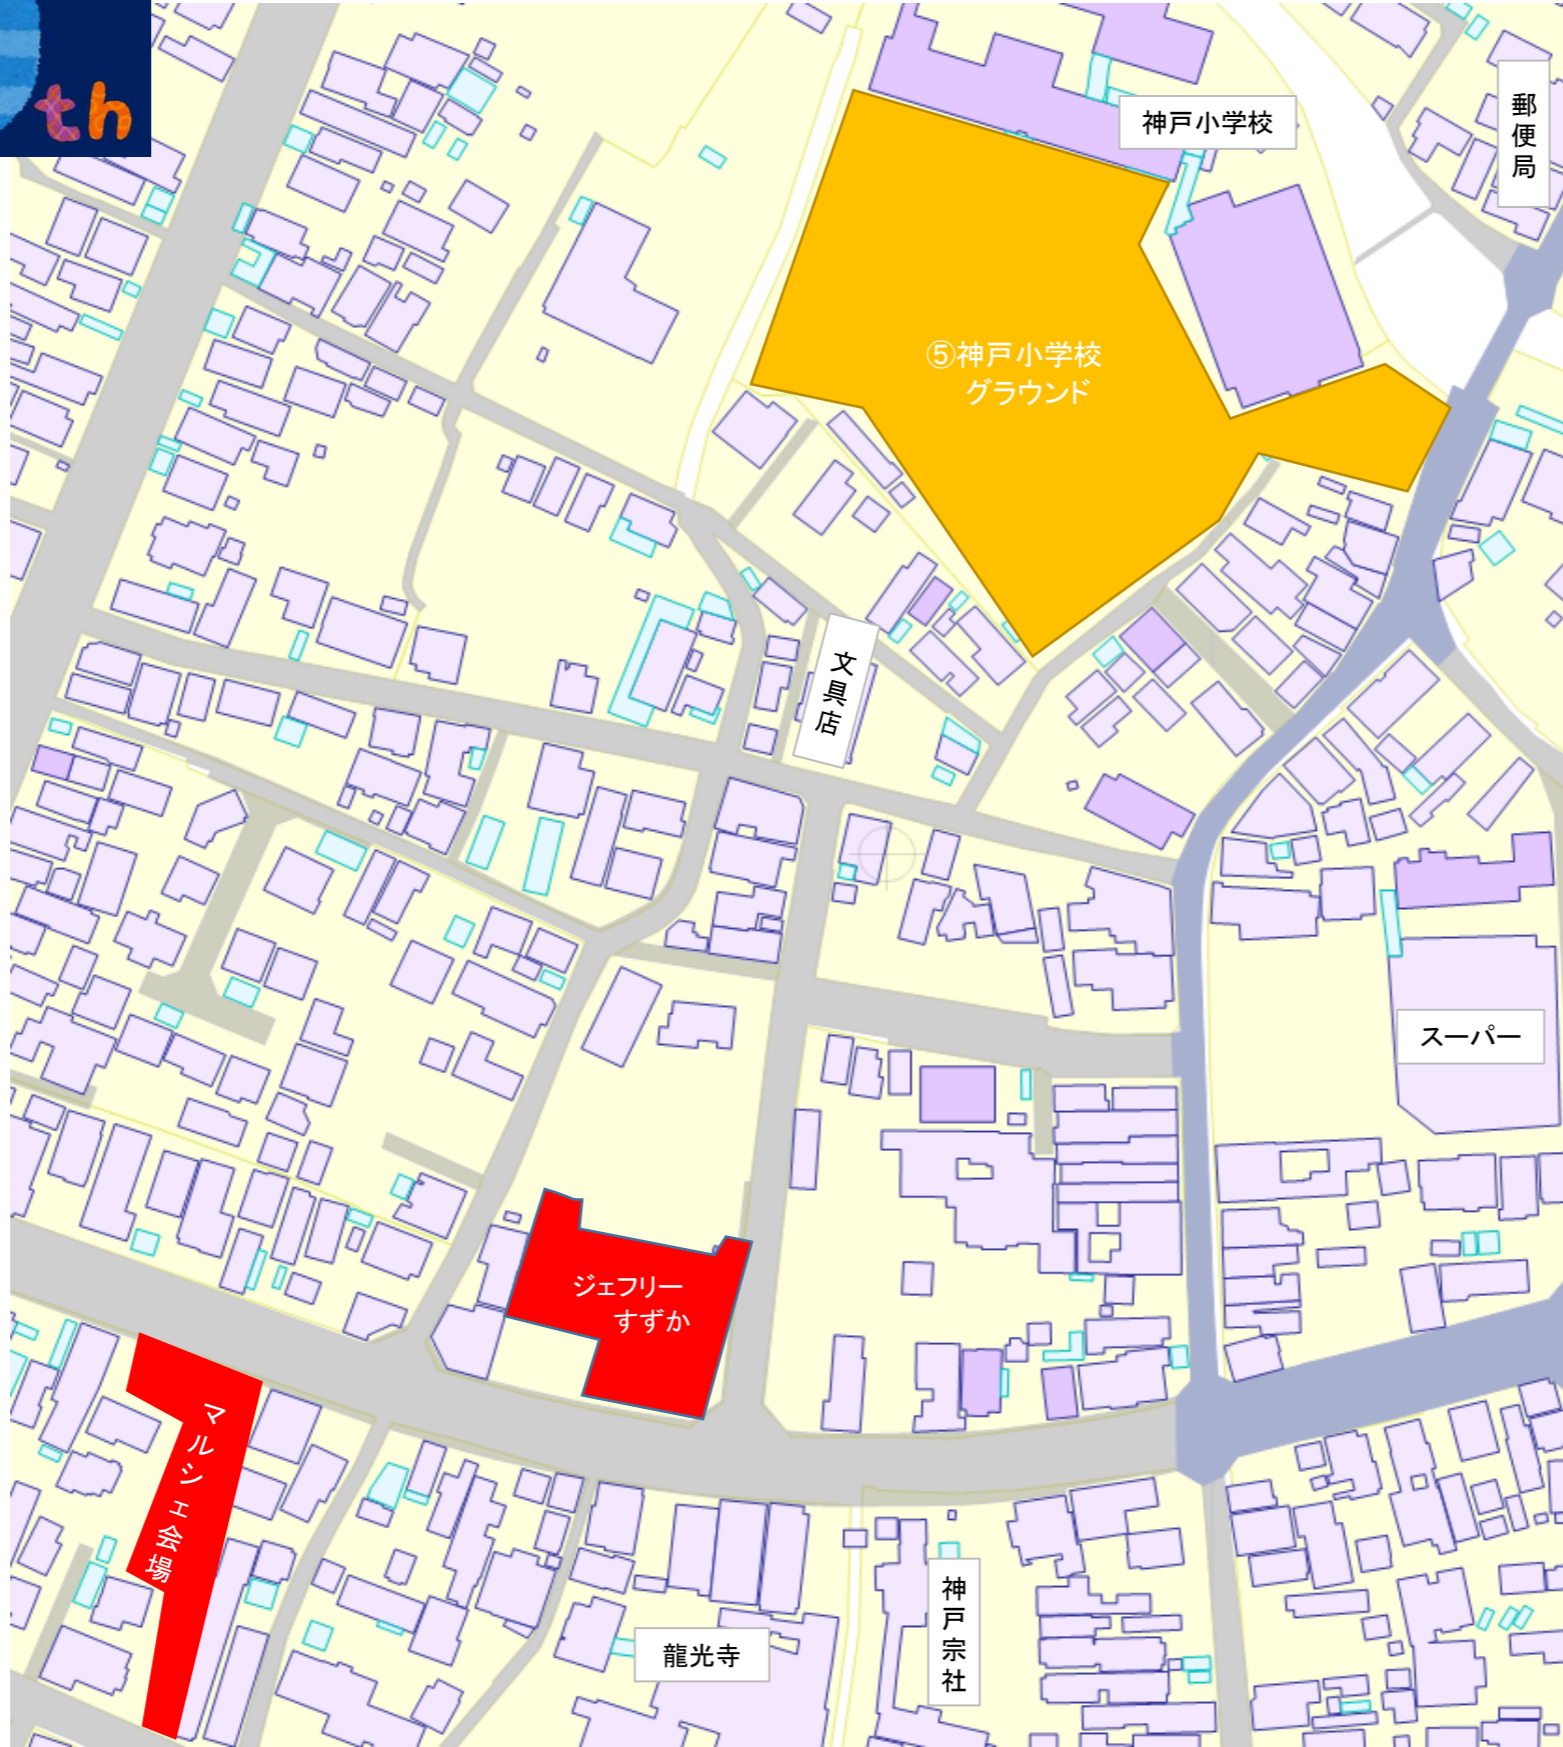 th
神戸小学校
郵便局
⑤神戸小学校
グラウンド
文具店
スーパー
ジェフリー
すずか
マルシェ会場
神戸宗社
龍光寺